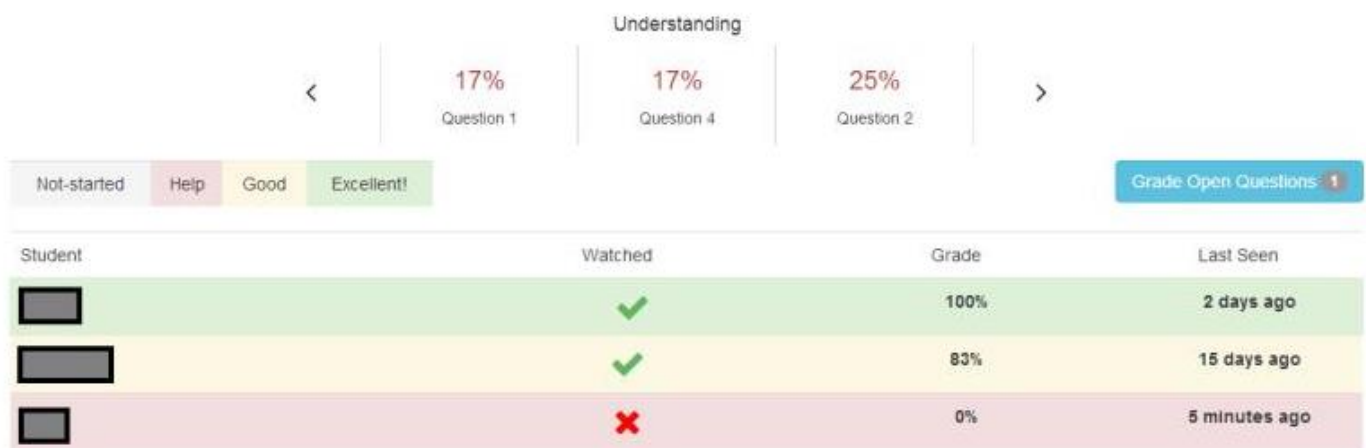 Understanding
17% 17% 25%
Question 1 Question 4 Question 2
Not-started Help Good Excellent! Grade Open Questions 1
Student Watched Grade Last Seen
100% 2 days ago
83% 15 days ago
0% 5 minutes ago